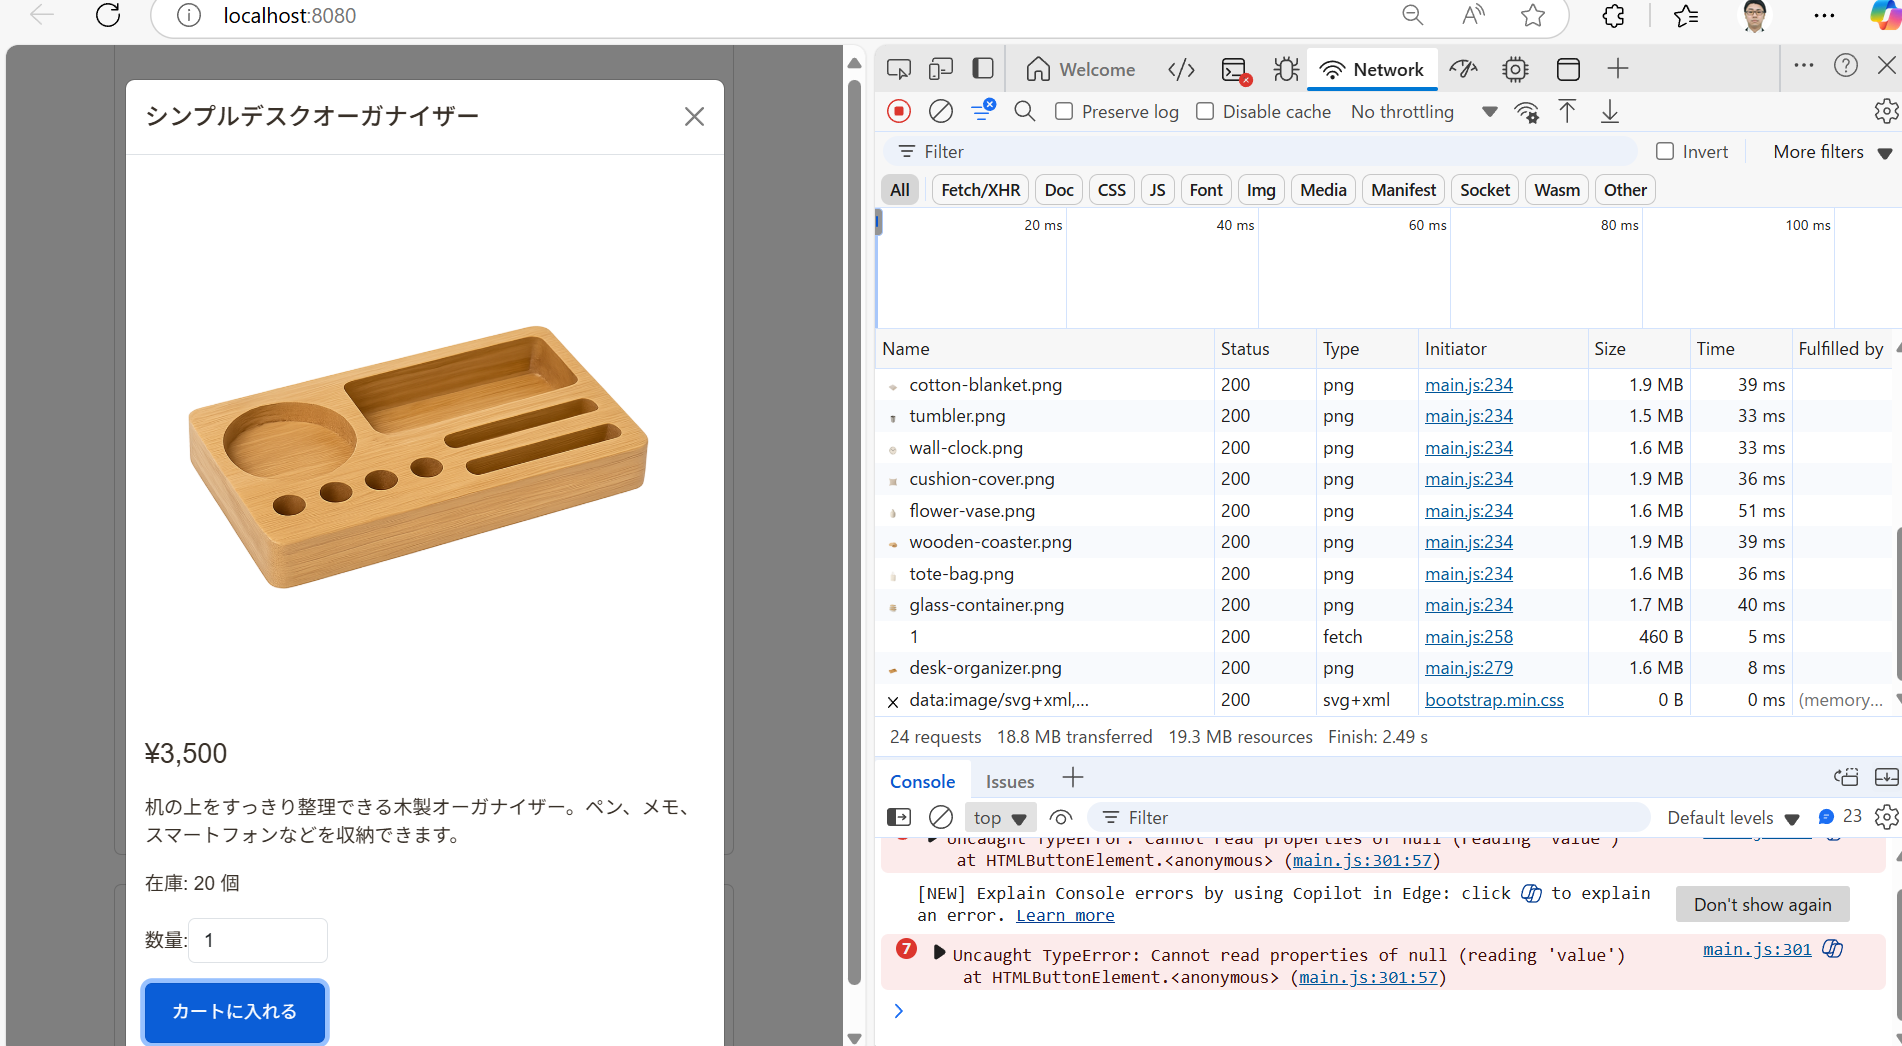 localhost:8080
シンプルデスクオーガナイザー
¥3,500
机の上をすっきり整理できる木製オーガナイザー。ペン、メモ、
スマートフォンなどを収納できます。
在庫: 20 個
数量: 1
カートに入れる
Welcome
Network
Preserve log Disable cache No throttling
Filter Invert More filters
All Fetch/XHR Doc CSS JS Font Img Media Manifest Socket Wasm Other
20 ms 40 ms 60 ms 80 ms 100 ms
Name Status Type Initiator Size Time Fulfilled by
cotton-blanket.png 200 png main.js:234 1.9 MB 39 ms
tumbler.png 200 png main.js:234 1.5 MB 33 ms
wall-clock.png 200 png main.js:234 1.6 MB 33 ms
cushion-cover.png 200 png main.js:234 1.9 MB 36 ms
flower-vase.png 200 png main.js:234 1.6 MB 51 ms
wooden-coaster.png 200 png main.js:234 1.9 MB 39 ms
tote-bag.png 200 png main.js:234 1.6 MB 36 ms
glass-container.png 200 png main.js:234 1.7 MB 40 ms
1 200 fetch main.js:258 460 B 5 ms
desk-organizer.png 200 png main.js:279 1.6 MB 8 ms
data:image/svg+xml,... 200 svg+xml bootstrap.min.css 0 B 0 ms (memory...
24 requests 18.8 MB transferred 19.3 MB resources Finish: 2.49 s
Console Issues
top Filter Default levels 23
Uncaught TypeError: Cannot read properties of null (reading 'value')
at HTMLButtonElement.<anonymous> (main.js:301:57)
[NEW] Explain Console errors by using Copilot in Edge: click to explain
an error. Learn more
Don't show again
7 Uncaught TypeError: Cannot read properties of null (reading 'value') main.js:301
at HTMLButtonElement.<anonymous> (main.js:301:57)